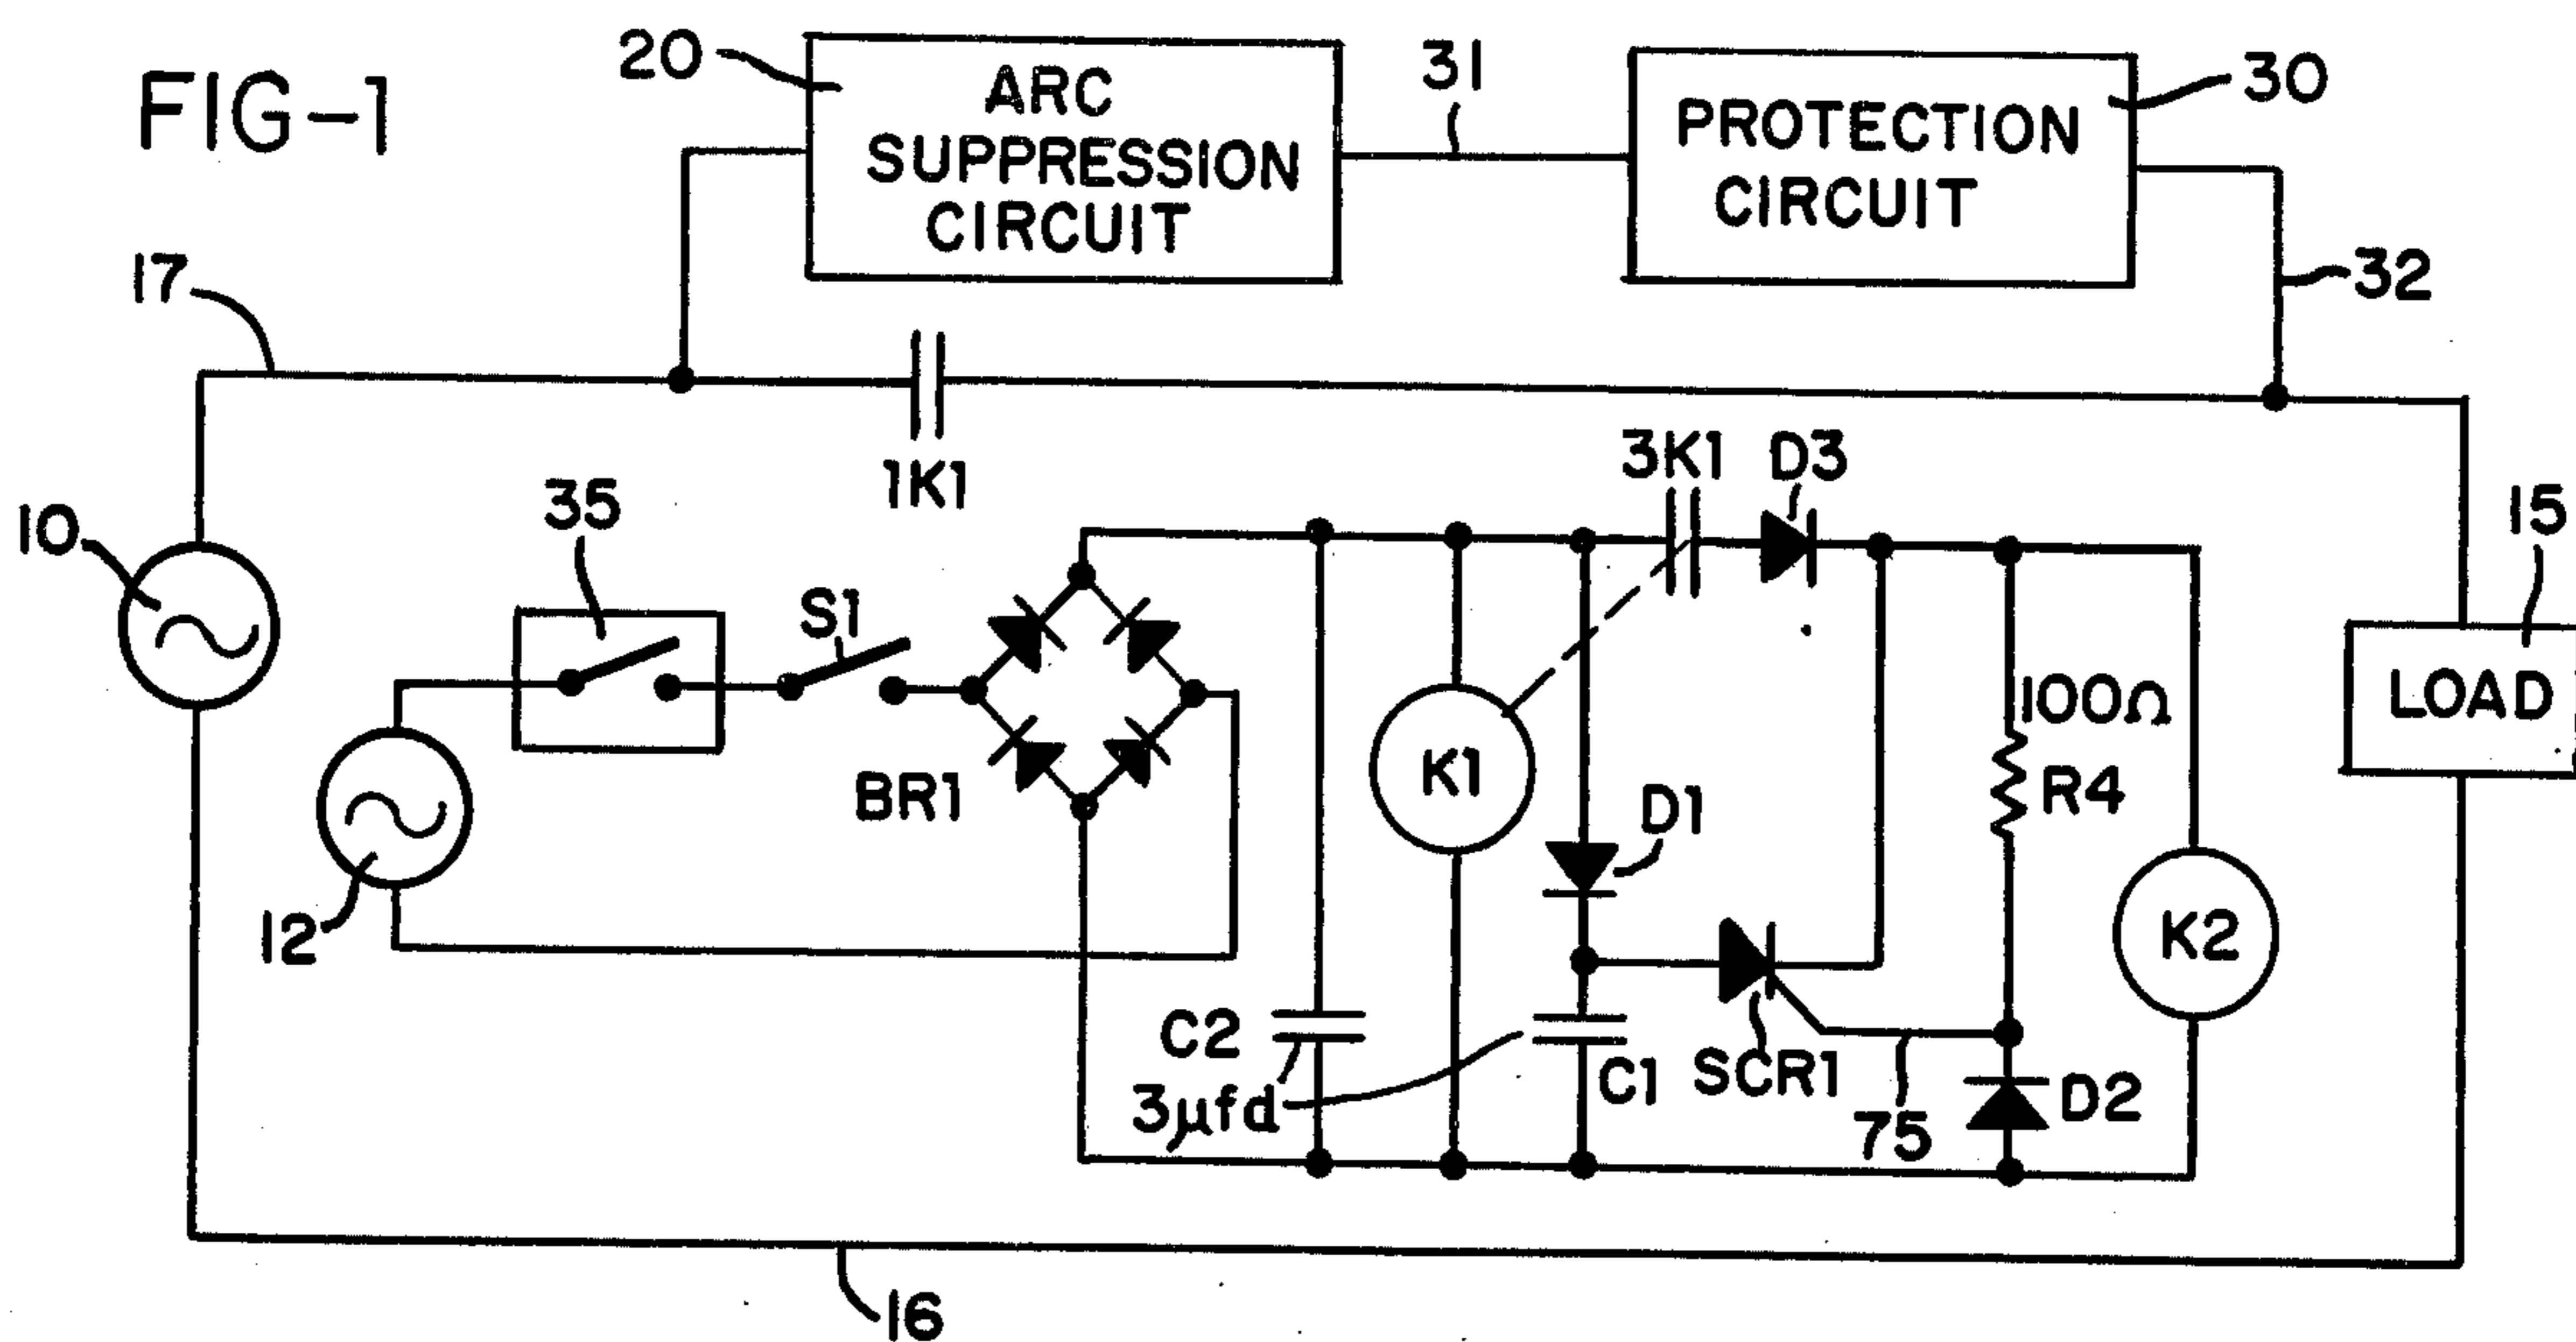 FIG-1
20
ARC
SUPPRESSION
CIRCUIT
31
PROTECTION
CIRCUIT
30
17
32
1K1
3K1
D3
10
35
S1
15
LOAD
100Ω
R4
K1
BR1
D1
12
K2
C2
3µfd
C1
SCR1
75
D2
16